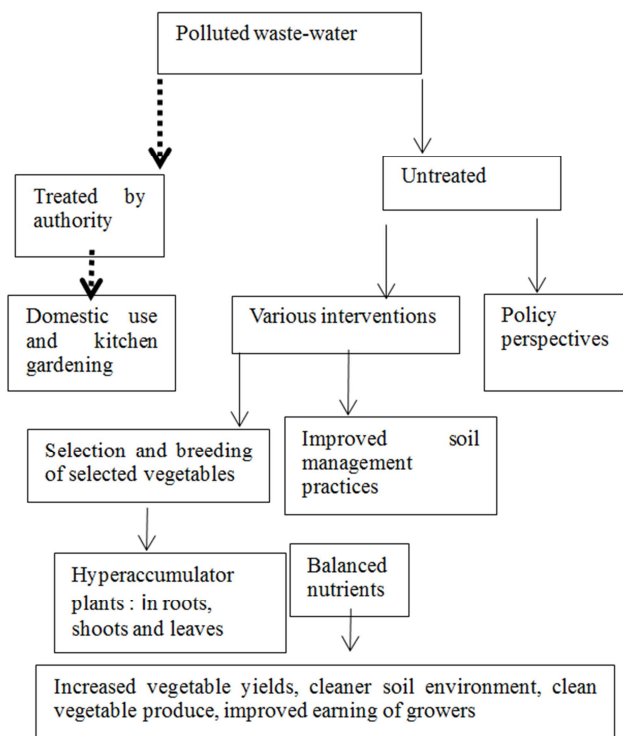 Polluted waste-water
Treated by
authority
Untreated
Domestic use
and kitchen
gardening
Various interventions
Policy
perspectives
Selection and breeding
of selected vegetables
Improved soil
management
practices
Hyperaccumulator
plants : in roots,
shoots and leaves
Balanced
nutrients
Increased vegetable yields, cleaner soil environment, clean
vegetable produce, improved earning of growers